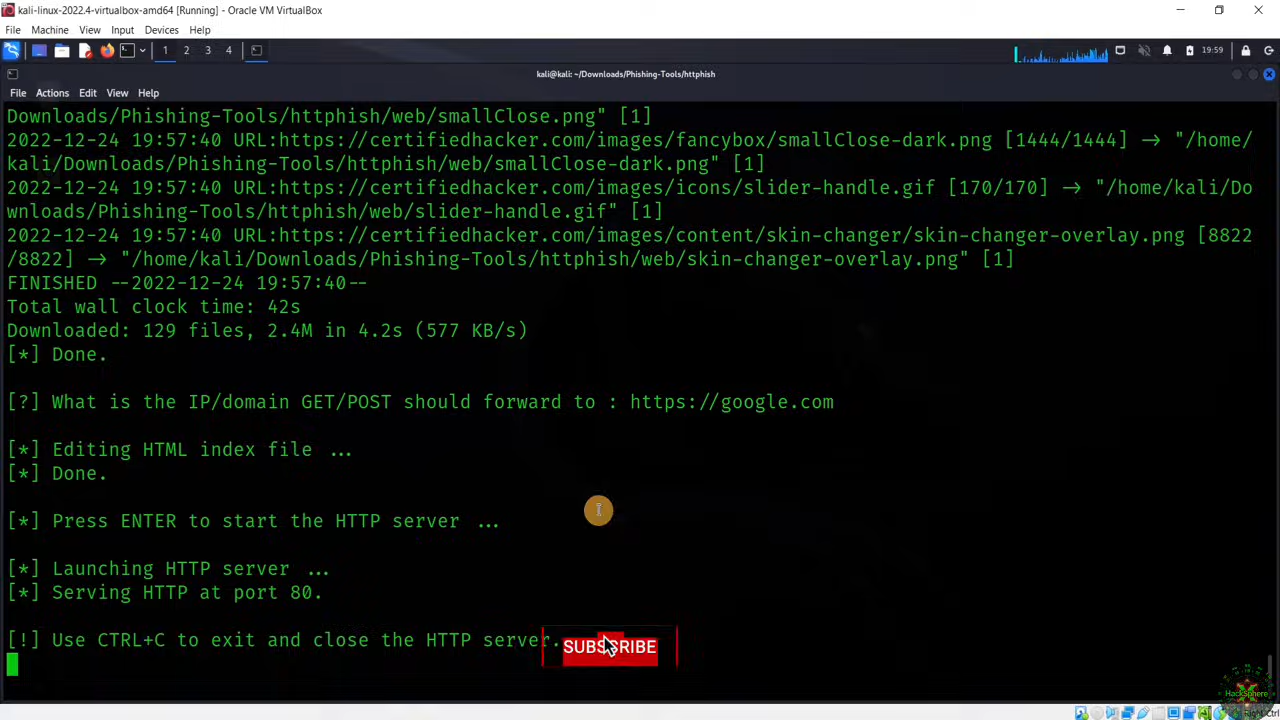 kali-linux-2022.4-virtualbox-amd64 [Running] - Oracle VM VirtualBox
File Machine View Input Devices Help
1 2 3 4 19:59
kali@kali: ~/Downloads/Phishing-Tools/httphish
File Actions Edit View Help
Downloads/Phishing-Tools/httphish/web/smallClose.png" [1]
2022-12-24 19:57:40 URL:https://certifiedhacker.com/images/fancybox/smallClose-dark.png [1444/1444] → "/home/
kali/Downloads/Phishing-Tools/httphish/web/smallClose-dark.png" [1]
2022-12-24 19:57:40 URL:https://certifiedhacker.com/images/icons/slider-handle.gif [170/170] → "/home/kali/Do
wnloads/Phishing-Tools/httphish/web/slider-handle.gif" [1]
2022-12-24 19:57:40 URL:https://certifiedhacker.com/images/content/skin-changer/skin-changer-overlay.png [8822
/8822] → "/home/kali/Downloads/Phishing-Tools/httphish/web/skin-changer-overlay.png" [1]
FINISHED --2022-12-24 19:57:40--
Total wall clock time: 42s
Downloaded: 129 files, 2.4M in 4.2s (577 KB/s)
[*] Done.
[?] What is the IP/domain GET/POST should forward to : https://google.com
[*] Editing HTML index file ...
[*] Done.
[*] Press ENTER to start the HTTP server ...
[*] Launching HTTP server ...
[*] Serving HTTP at port 80.
[!] Use CTRL+C to exit and close the HTTP server.
SUBSCRIBE
HackSphere
Ctrl